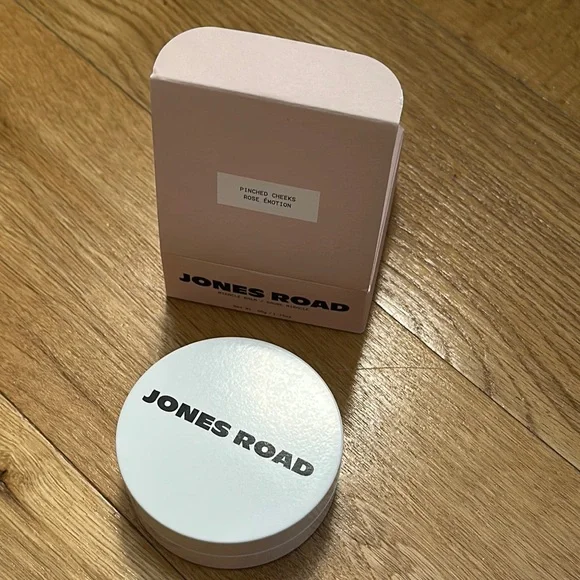 PINCHED CHEEKS
ROSE ÉMOTION
JONES ROAD
JONES ROAD